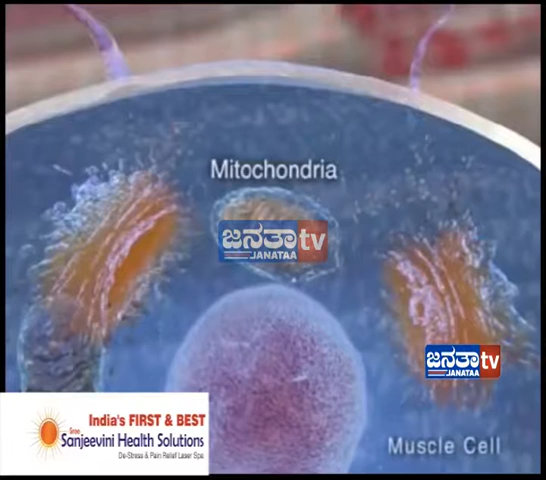 Mitochondria
ಜನತಾ tv
JANATAA
ಜನತಾ tv
JANATAA
India's FIRST & BEST
Sree
Sanjeevini Health Solutions
De-Stress & Pain Relief Laser Spa
Muscle Cell